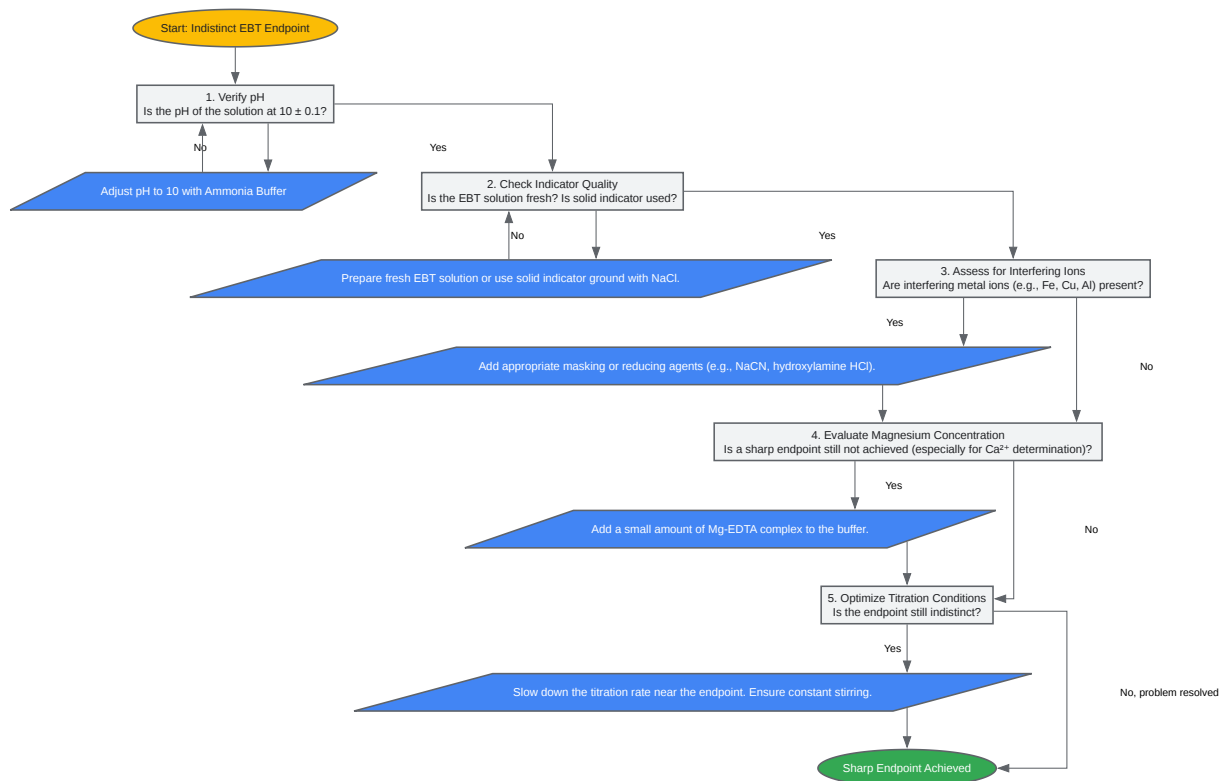 Start: Indistinct EBT Endpoint
1. Verify pH
Is the pH of the solution at 10 ± 0.1?
No
Yes
Adjust pH to 10 with Ammonia Buffer
2. Check Indicator Quality
Is the EBT solution fresh? Is solid indicator used?
No
Yes
Prepare fresh EBT solution or use solid indicator ground with NaCl.
3. Assess for Interfering Ions
Are interfering metal ions (e.g., Fe, Cu, Al) present?
Yes
No
Add appropriate masking or reducing agents (e.g., NaCN, hydroxylamine HCl).
4. Evaluate Magnesium Concentration
Is a sharp endpoint still not achieved (especially for Ca²⁺ determination)?
Yes
No
Add a small amount of Mg-EDTA complex to the buffer.
5. Optimize Titration Conditions
Is the endpoint still indistinct?
Yes
No, problem resolved
Slow down the titration rate near the endpoint. Ensure constant stirring.
Sharp Endpoint Achieved